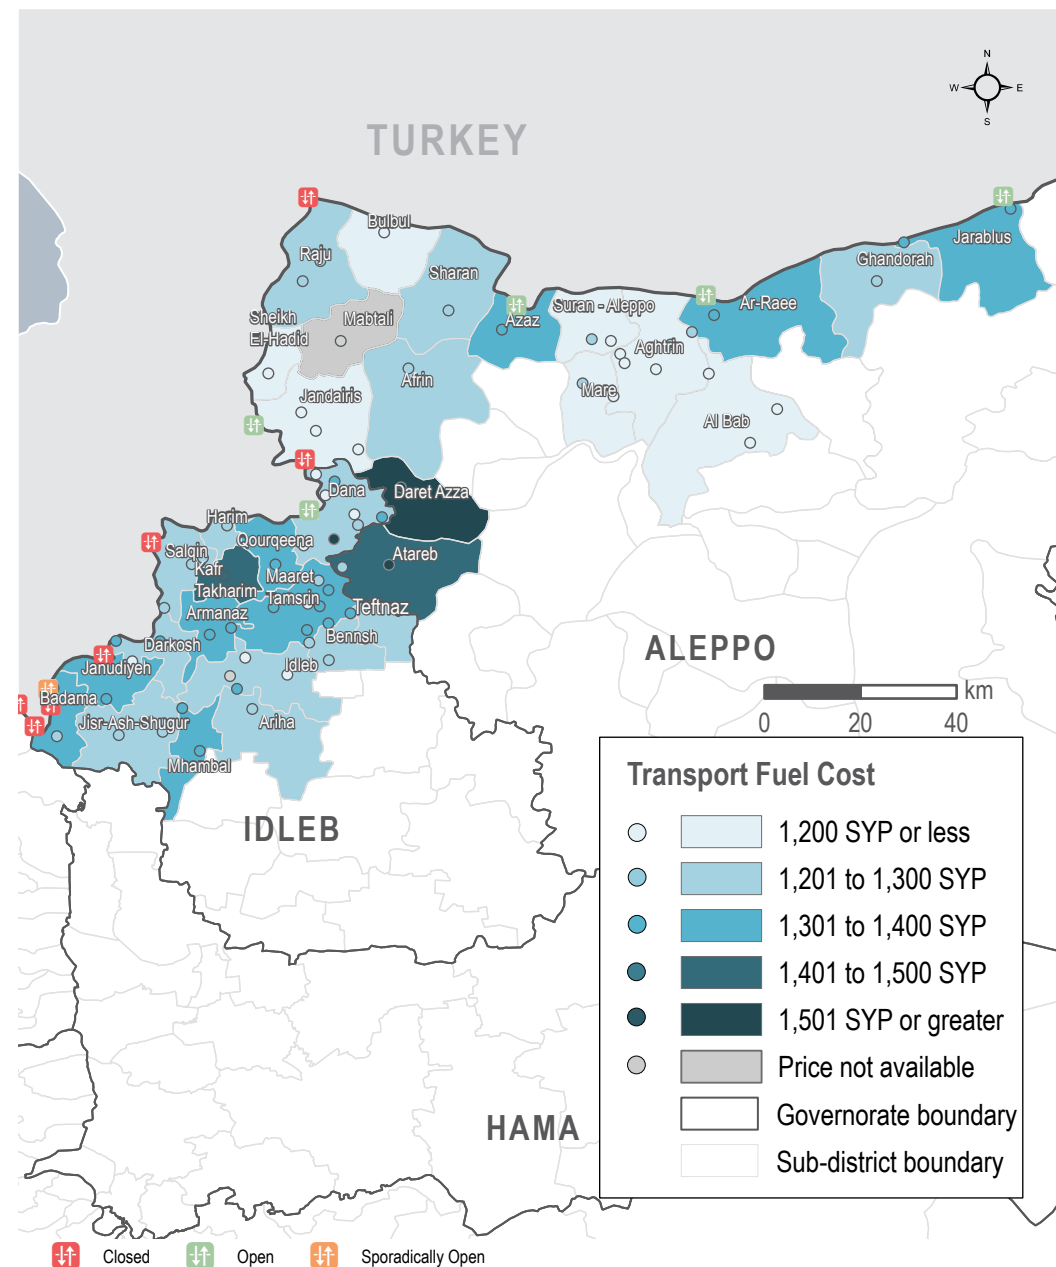 N
W E
S
TURKEY
Bulbul
Raju
Sharan
Jarablus
Ghandorah
Ar-Raee
Suran - Aleppo
Azaz
Sheikh
El-Hadid
Mabtali
Aghtrin
Afrin
Jandairis
Mare
Al Bab
Dana
Daret Azza
Harim
Qourqeena
Salqin
Atareb
Kafr
Takharim
Maaret
Tamsrin
Armanaz
Teftnaz
Darkosh
Bennsh
Janudiyeh
Idleb
ALEPPO
Badama
Jisr-Ash-Shugur
Ariha
km
0 20 40
Mhambal
IDLEB
Transport Fuel Cost
1,200 SYP or less
1,201 to 1,300 SYP
1,301 to 1,400 SYP
1,401 to 1,500 SYP
1,501 SYP or greater
Price not available
Governorate boundary
Sub-district boundary
HAMA
Closed Open Sporadically Open